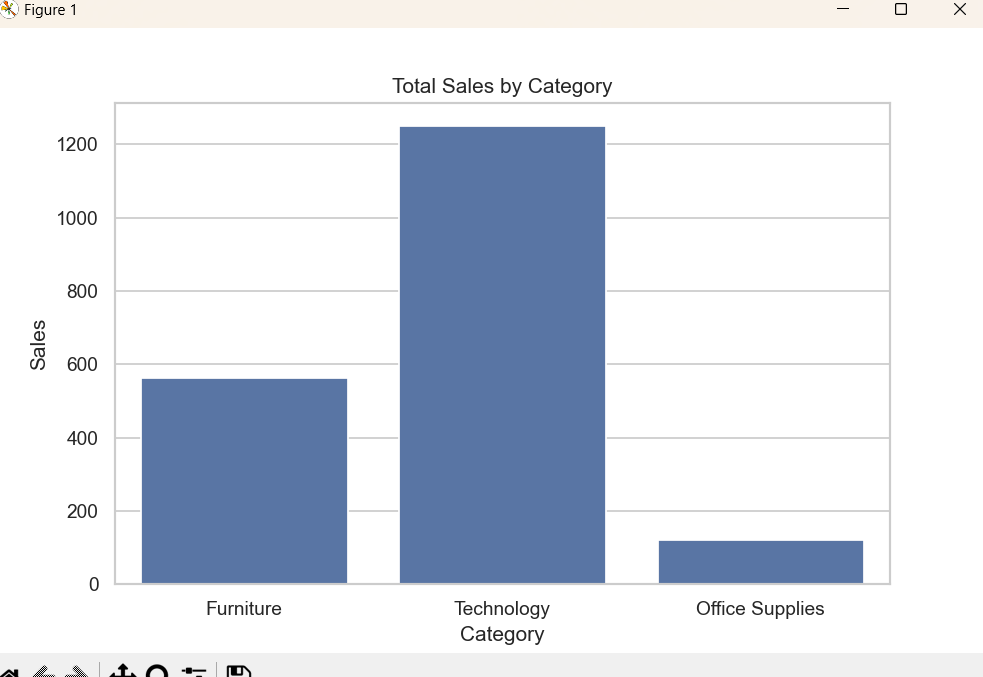 Figure 1
Total Sales by Category
1200
1000
800
600
400
200
0
Sales
Furniture Technology Office Supplies
Category